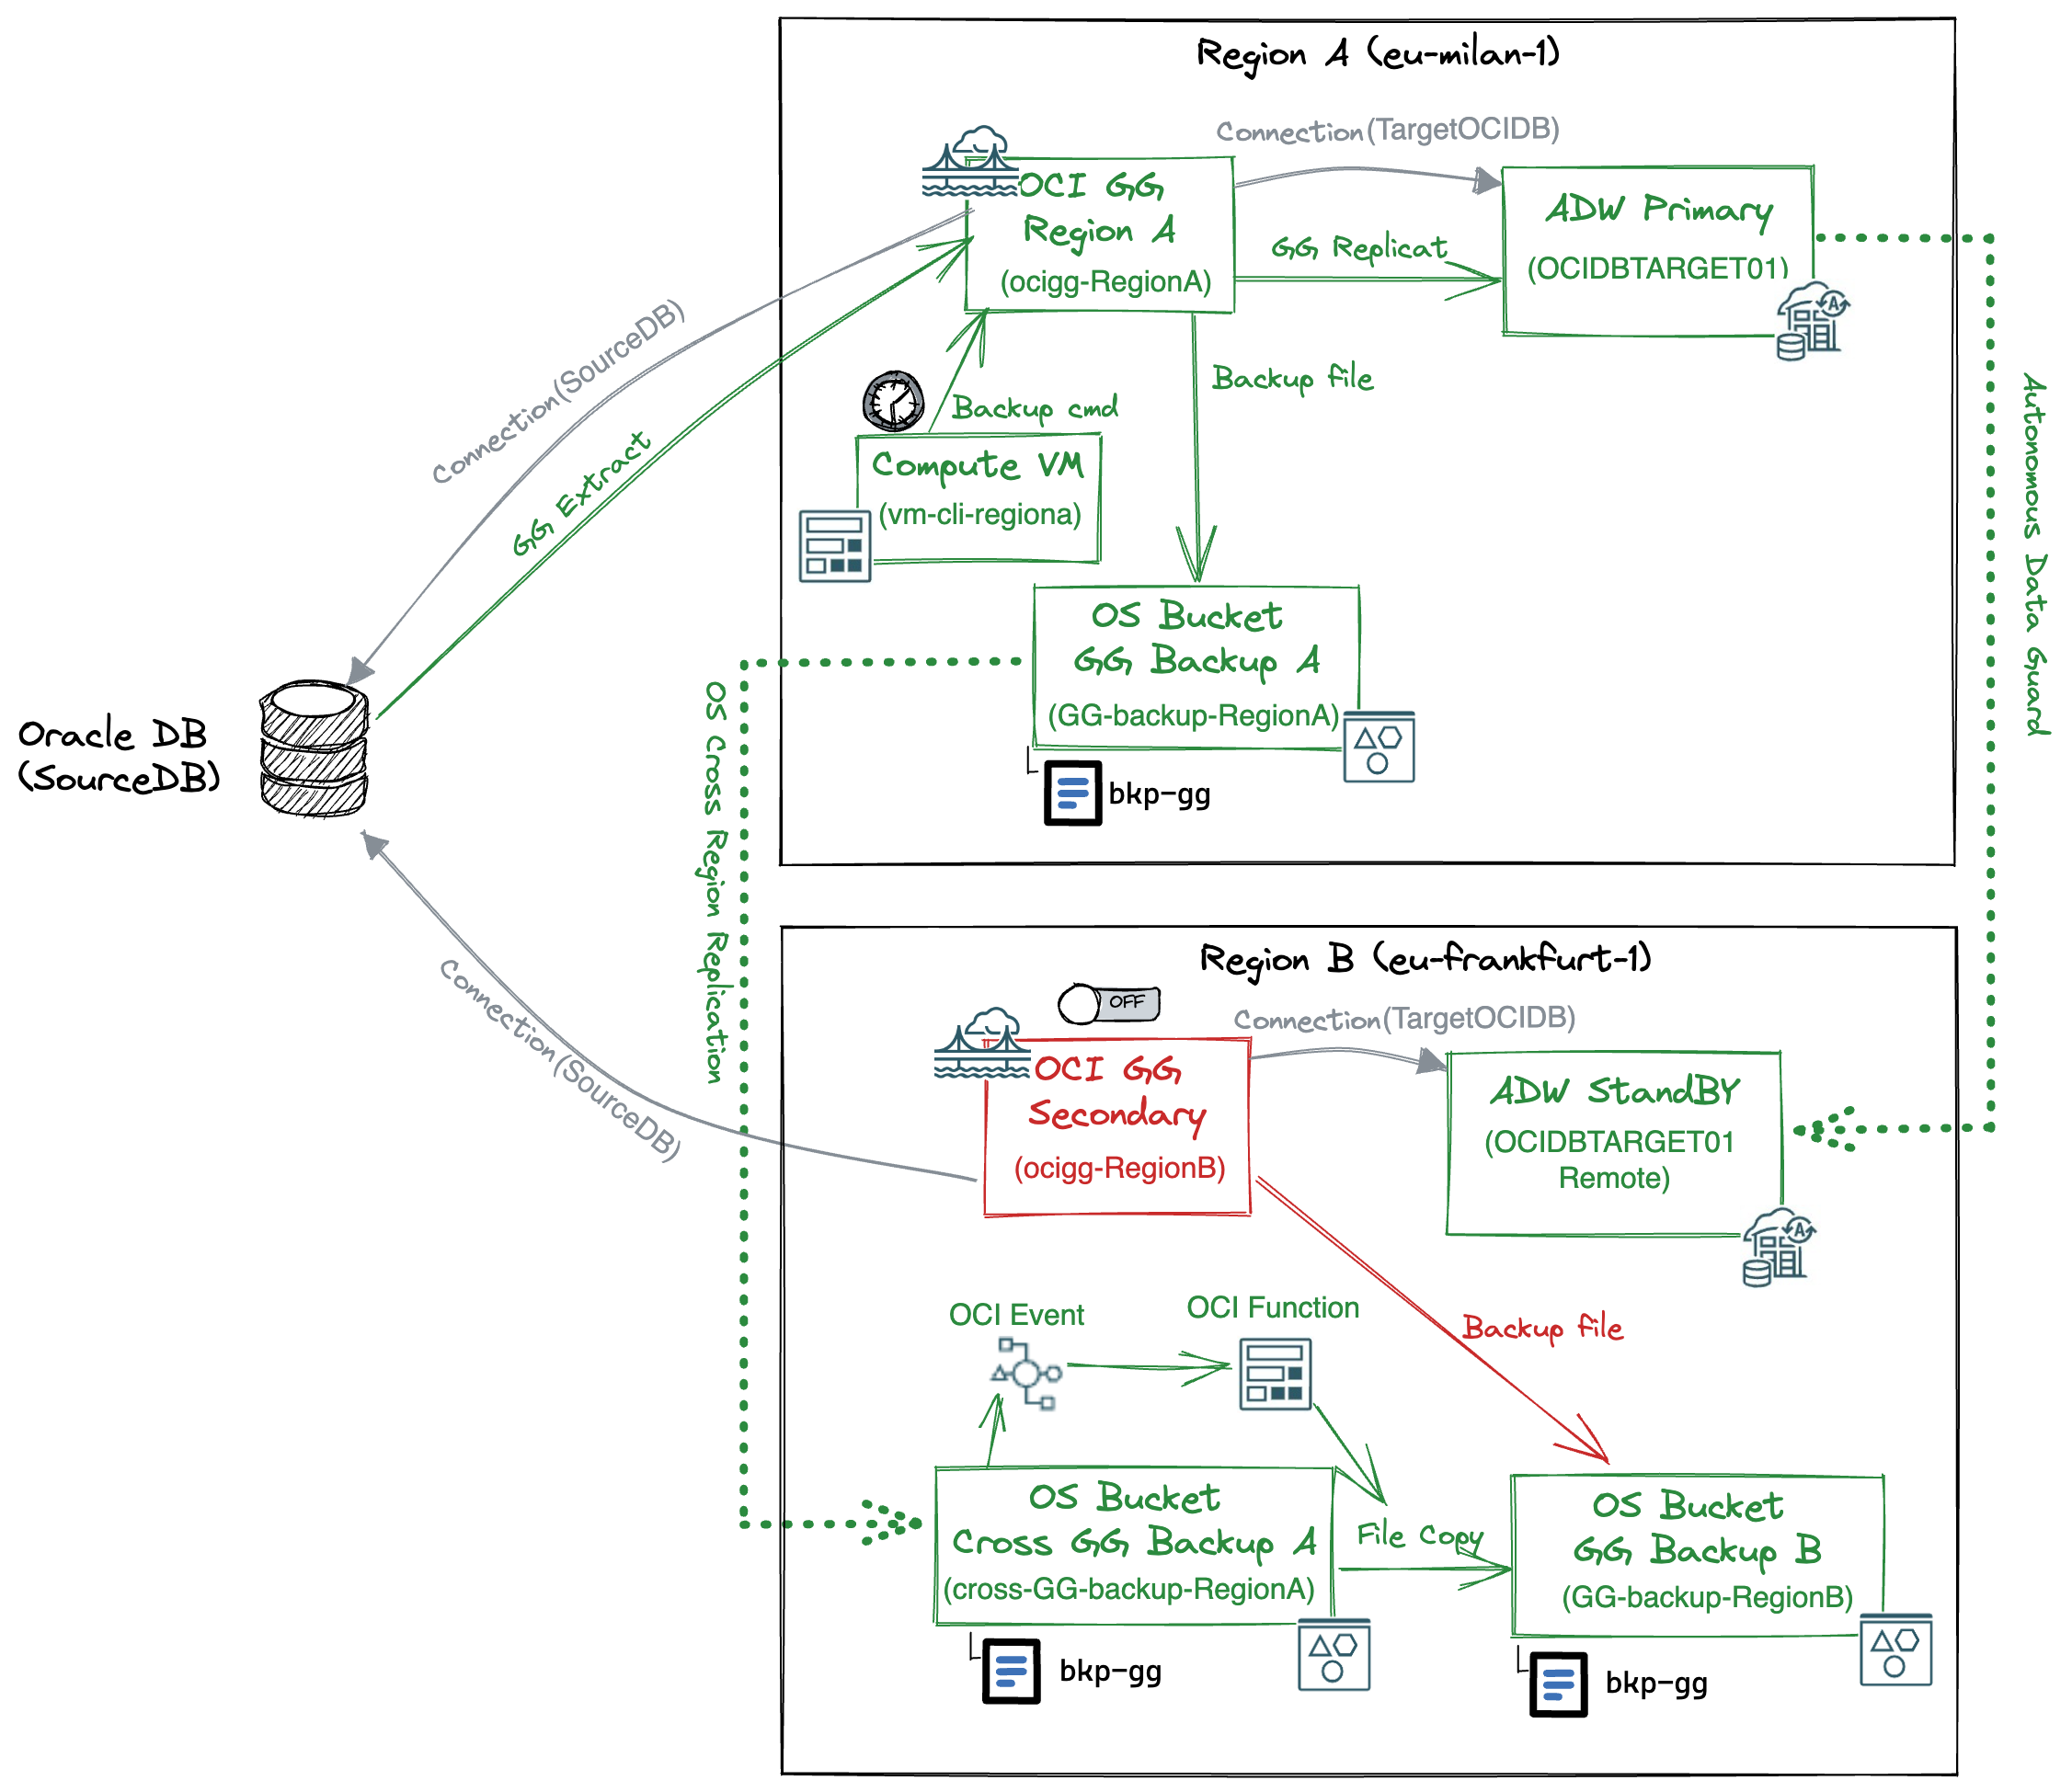 Region A (eu-milan-1)
Connection(TargetOCIDB)
OCI GG
Region A
(ocigg-RegionA)
ADW Primary
(OCIDBTARGET01)
GG Replicat
Connection(SourceDB)
GG Extract
Backup file
Backup cmd
Compute VM
(vm-cli-regiona)
Autonomous Data Guard
OS Bucket
GG Backup A
(GG-backup-RegionA)
bkp-gg
Oracle DB
(SourceDB)
OS Cross Region Replication
Region B (eu-frankfurt-1)
OFF
Connection(TargetOCIDB)
OCI GG
Secondary
(ocigg-RegionB)
ADW StandBY
(OCIDBTARGET01
Remote)
Connection(SourceDB)
OCI Event
OCI Function
Backup file
OS Bucket
Cross GG Backup A
(cross-GG-backup-RegionA)
File Copy
OS Bucket
GG Backup B
(GG-backup-RegionB)
bkp-gg
bkp-gg
A
A